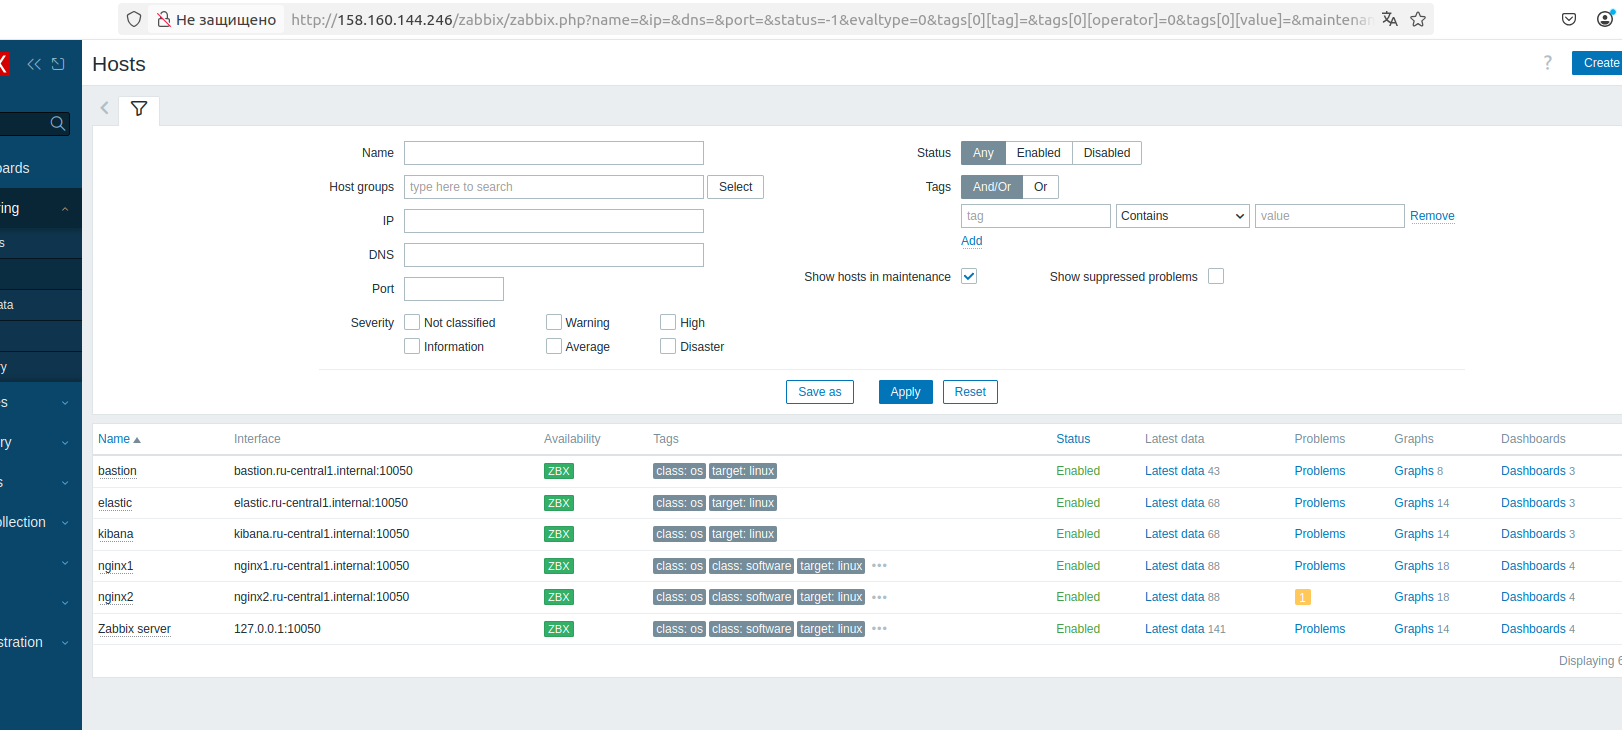 Не защищено http://158.160.144.246/zabbix/zabbix.php?name=&ip=&dns=&port=&status=-1&evaltype=0&tags[0][tag]=&tags[0][operator]=0&tags[0][value]=&maintenan
X
Hosts ? Create
oards
ring
s
ata
ry
es
ry
s
ollection
stration
Name
Host groups type here to search Select
IP
DNS
Port
Severity Not classified Warning High
Information Average Disaster
Status Any Enabled Disabled
Tags And/Or Or
tag Contains value Remove
Add
Show hosts in maintenance Show suppressed problems
Save as Apply Reset
Name Interface Availability Tags Status Latest data Problems Graphs Dashboards
bastion bastion.ru-central1.internal:10050 ZBX class: os target: linux Enabled Latest data 43 Problems Graphs 8 Dashboards 3
elastic elastic.ru-central1.internal:10050 ZBX class: os target: linux Enabled Latest data 68 Problems Graphs 14 Dashboards 3
kibana kibana.ru-central1.internal:10050 ZBX class: os target: linux Enabled Latest data 68 Problems Graphs 14 Dashboards 3
nginx1 nginx1.ru-central1.internal:10050 ZBX class: os class: software target: linux ••• Enabled Latest data 88 Problems Graphs 18 Dashboards 4
nginx2 nginx2.ru-central1.internal:10050 ZBX class: os class: software target: linux ••• Enabled Latest data 88 1 Graphs 18 Dashboards 4
Zabbix server 127.0.0.1:10050 ZBX class: os class: software target: linux ••• Enabled Latest data 141 Problems Graphs 14 Dashboards 4
Displaying 6